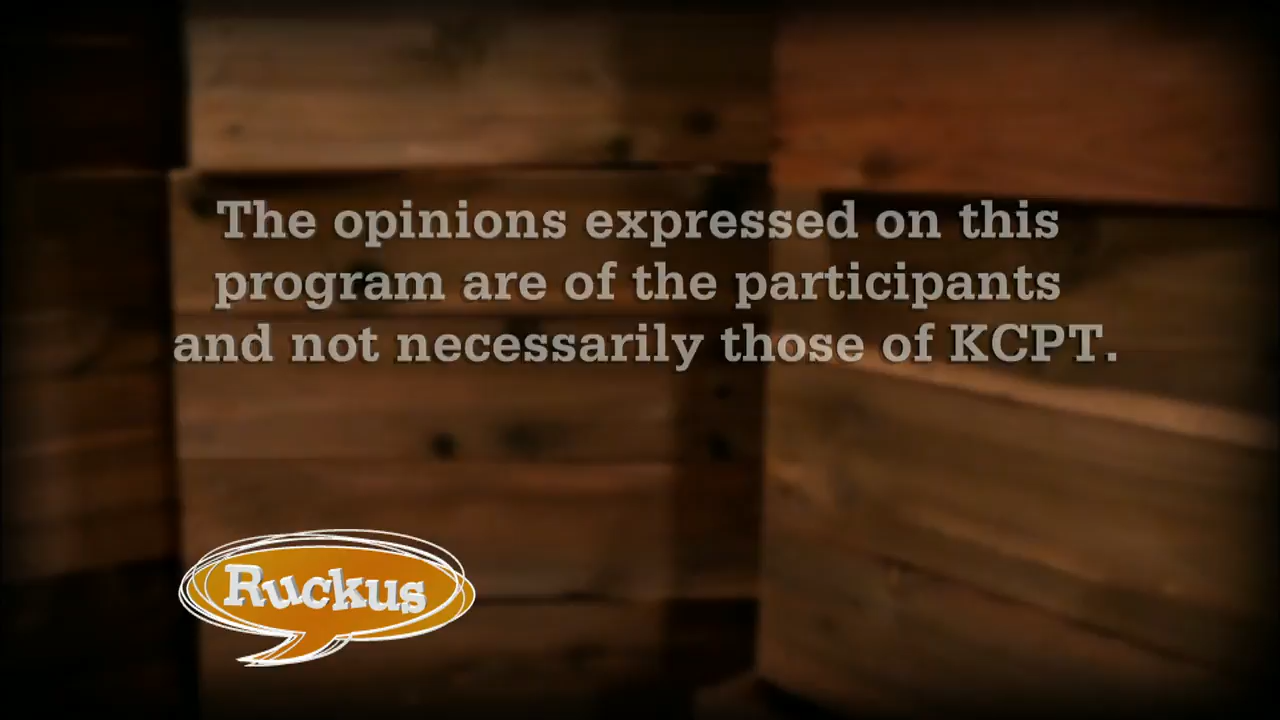 The opinions expressed on this
program are of the participants
and not necessarily those of KCPT.
Ruckus